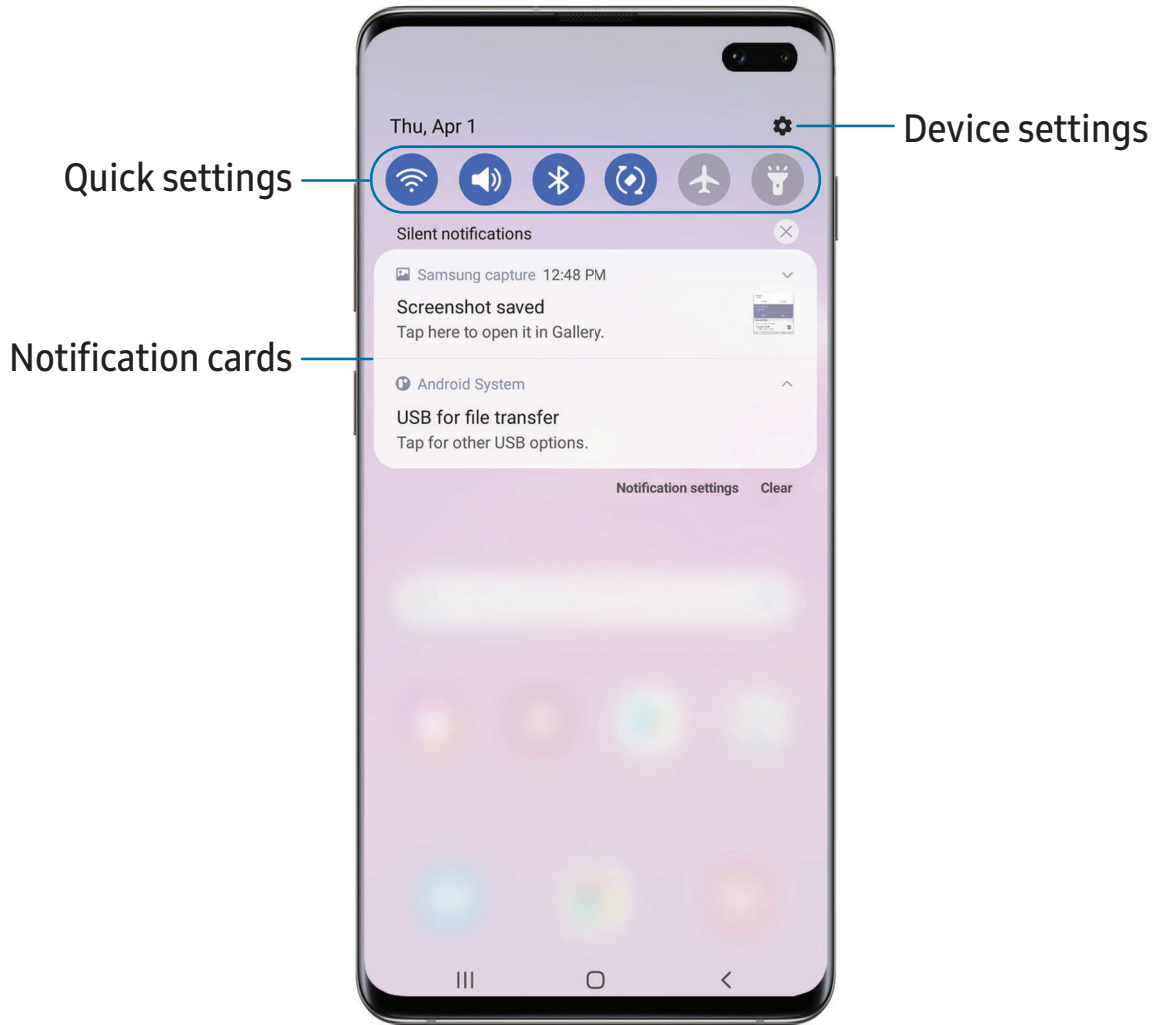 Thu, Apr 1
Device settings
Quick settings
Silent notifications
Samsung capture 12:48 PM
Screenshot saved
Tap here to open it in Gallery.
Notification cards
Android System
USB for file transfer
Tap for other USB options.
Notification settings Clear